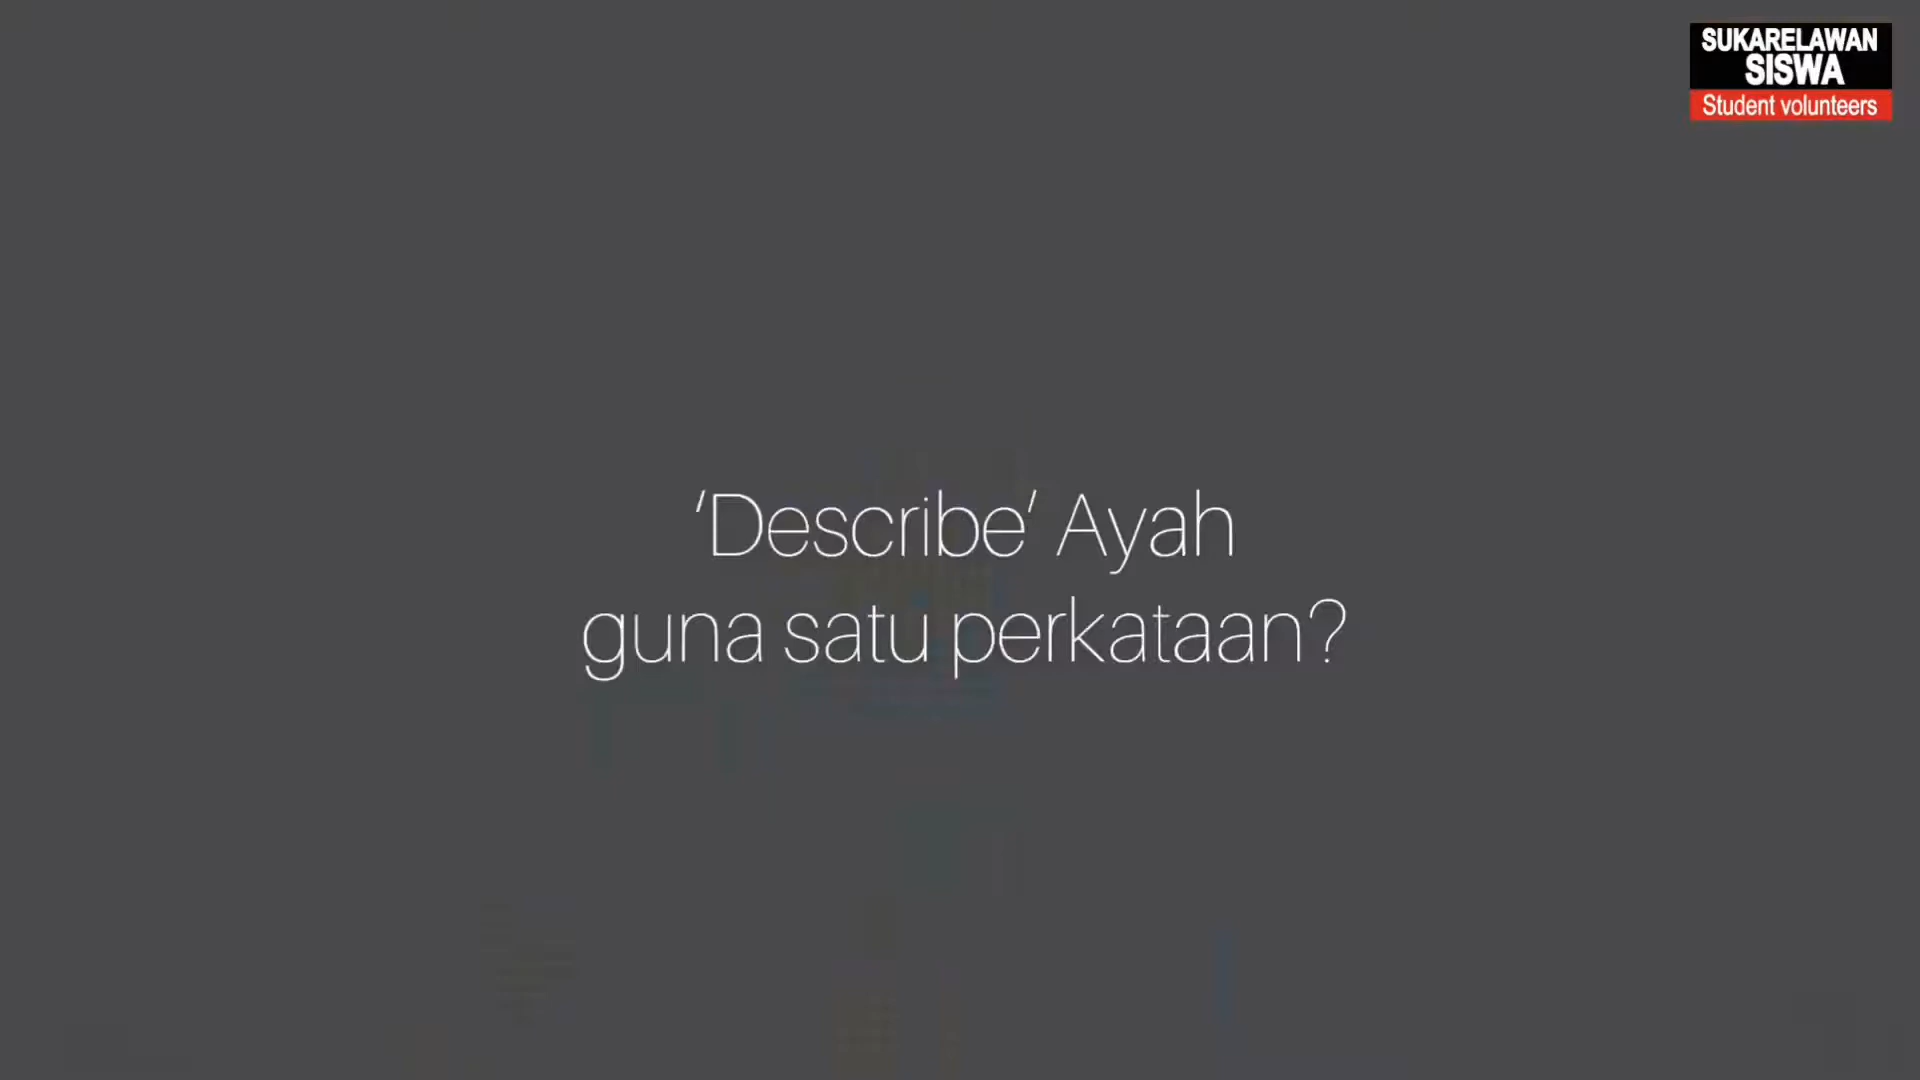 SUKARELAWAN
SISWA
Student volunteers
‘Describe’ Ayah
guna satu perkataan?